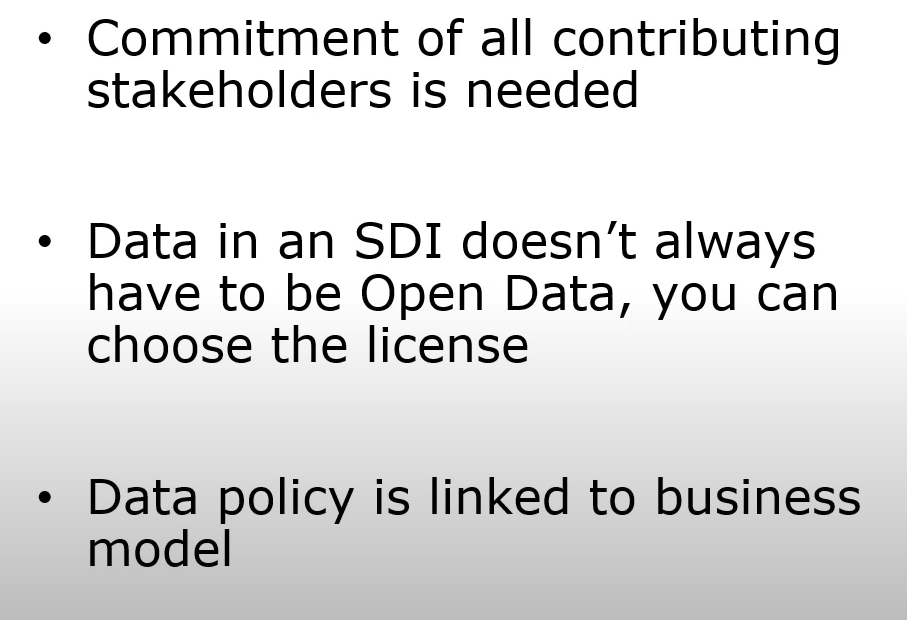 • Commitment of all contributing
stakeholders is needed
• Data in an SDI doesn’t always
have to be Open Data, you can
choose the license
• Data policy is linked to business
model